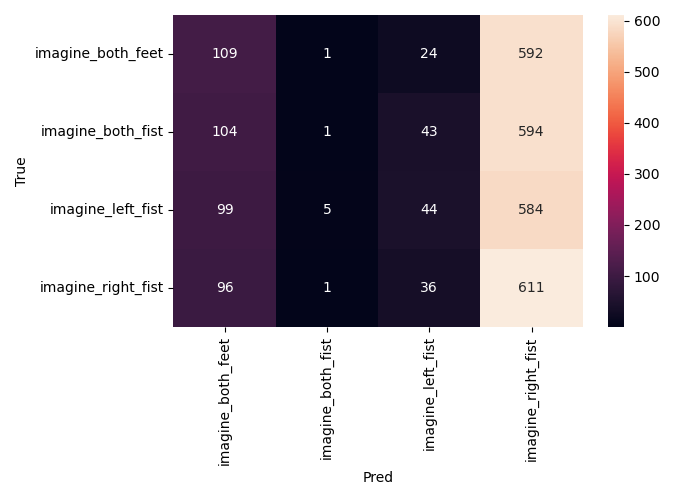 imagine_both_feet 109 1 24 592
imagine_both_fist 104 1 43 594
imagine_left_fist 99 5 44 584
imagine_right_fist 96 1 36 611
True
imagine_both_feet
imagine_both_fist
imagine_left_fist
imagine_right_fist
Pred
600
500
400
300
200
100